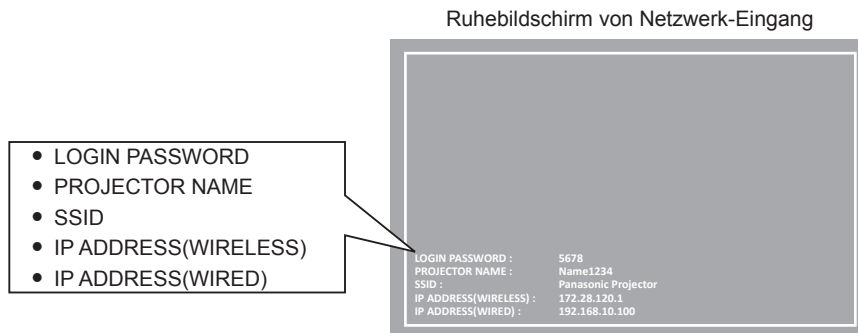 Ruhebildschirm von Netzwerk-Eingang
• LOGIN PASSWORD
• PROJECTOR NAME
• SSID
• IP ADDRESS(WIRELESS)
• IP ADDRESS(WIRED)
LOGIN PASSWORD : 5678
PROJECTOR NAME : Name1234
SSID : Panasonic Projector
IP ADDRESS(WIRELESS) : 172.28.120.1
IP ADDRESS(WIRED) : 192.168.10.100